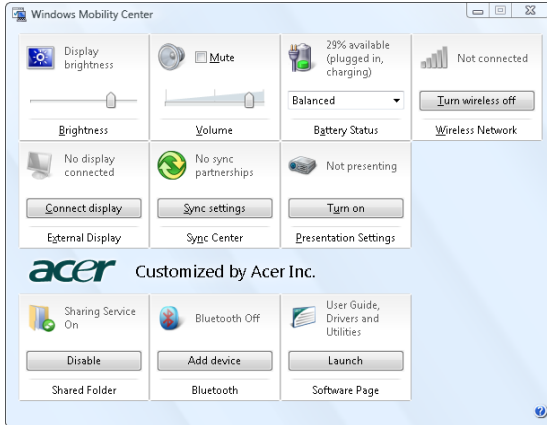 Windows Mobility Center
Display
brightness
Brightness
Mute
Volume
29% available
(plugged in,
charging)
Balanced
Battery Status
Not connected
Turn wireless off
Wireless Network
No display
connected
Connect display
External Display
No sync
partnerships
Sync settings
Sync Center
Not presenting
Turn on
Presentation Settings
acer Customized by Acer Inc.
Sharing Service
On
Disable
Shared Folder
Bluetooth Off
Add device
Bluetooth
User Guide,
Drivers and
Utilities
Launch
Software Page
?